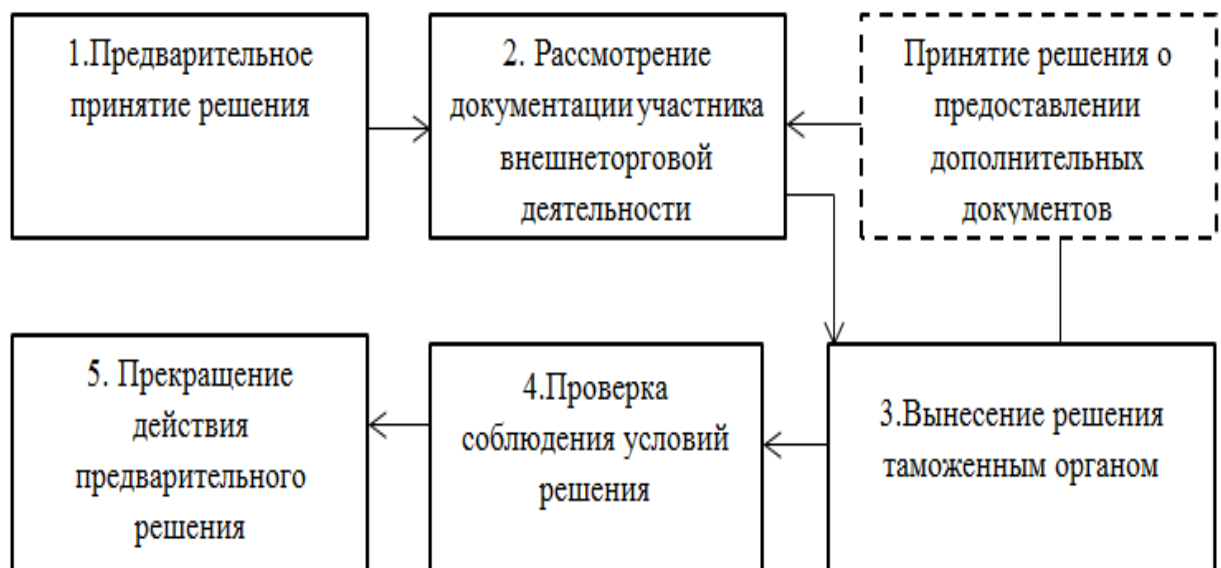 1.Предварительное
принятие решения
2. Рассмотрение
документации участника
внешнеторговой
деятельности
Принятие решения о
предоставлении
дополнительных
документов
3.Вынесение решения
таможенным органом
4.Проверка
соблюдения условий
решения
5. Прекращение
действия
предварительного
решения